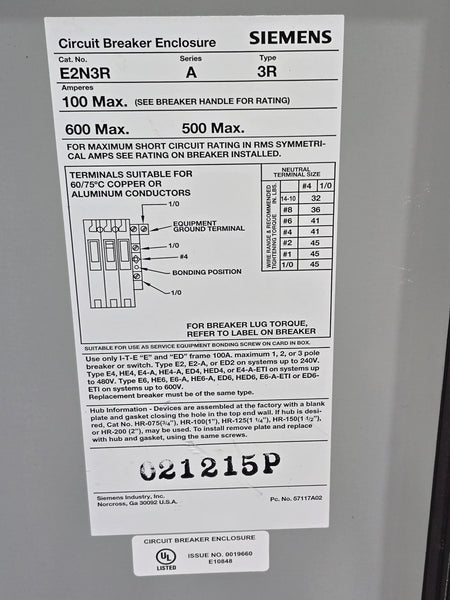 Circuit Breaker Enclosure SIEMENS
Cat. No. Series Type
E2N3R A 3R
Amperes
100 Max. (SEE BREAKER HANDLE FOR RATING)
600 Max. 500 Max.
FOR MAXIMUM SHORT CIRCUIT RATING IN RMS SYMMETRI-
CAL AMPS SEE RATING ON BREAKER INSTALLED.
TERMINALS SUITABLE FOR
60/75°C COPPER OR
ALUMINUM CONDUCTORS
1/0
EQUIPMENT
GROUND TERMINAL
1/0
#4
BONDING POSITION
1/0
NEUTRAL
TERMINAL SIZE
WIRE RANGE & RECOMMENDED
TIGHTENING TORQUE IN. LBS.
#4 1/0
14-10 32
#8 36
#6 41
#4 41
#2 45
#1 45
1/0 45
FOR BREAKER LUG TORQUE,
REFER TO LABEL ON BREAKER
SUITABLE FOR USE AS SERVICE EQUIPMENT BONDING SCREW ON CARD IN BOX.
Use only I-T-E “E” and “ED” frame 100A. maximum 1, 2, or 3 pole
breaker or switch. Type E2, E2-A, or ED2 on systems up to 240V.
Type E4, HE4, E4-A, HE4-A, ED4, HED4, or E4-A-ETI on systems up
to 480V. Type E6, HE6, E6-A, HE6-A, ED6, HED6, E6-A-ETI or ED6-
ETI on systems up to 600V.
Replacement breaker must be of the same type.
Hub Information - Devices are assembled at the factory with a blank
plate and gasket closing the hole in the top end wall. If hub is desi-
red, Cat No. HR-075(3/4"), HR-100(1"), HR-125(1 1/4"), HR-150(1 1/2"),
or HR-200 (2"), may be used. To install remove plate and replace
with hub and gasket, using the same screws.
021215P
Siemens Industry, Inc.
Norcross, Ga 30092 U.S.A. Pc. No. 57117A02
CIRCUIT BREAKER ENCLOSURE
UL
LISTED
ISSUE NO. 0019660
E10848